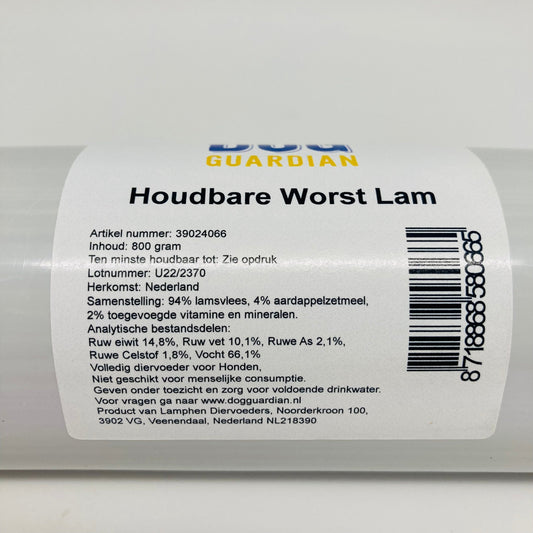 DOG
GUARDIAN
Houdbare Worst Lam
Artikel nummer: 39024066
Inhoud: 800 gram
Ten minste houdbaar tot: Zie opdruk
Lotnummer: U22/2370
Herkomst: Nederland
Samenstelling: 94% lamsvlees, 4% aardappelzetmeel,
2% toegevoegde vitamine en mineralen.
Analytische bestandsdelen:
Ruw eiwit 14,8%, Ruw vet 10,1%, Ruwe As 2,1%,
Ruwe Celstof 1,8%, Vocht 66,1%
Volledig diervoeder voor Honden,
Niet geschikt voor menselijke consumptie.
Geven onder toezicht en zorg voor voldoende drinkwater.
Voor vragen ga naar www.dogguardian.nl
Product van Lamphen Diervoeders, Noorderkroon 100,
3902 VG, Veenendaal, Nederland NL218390
8718868580665